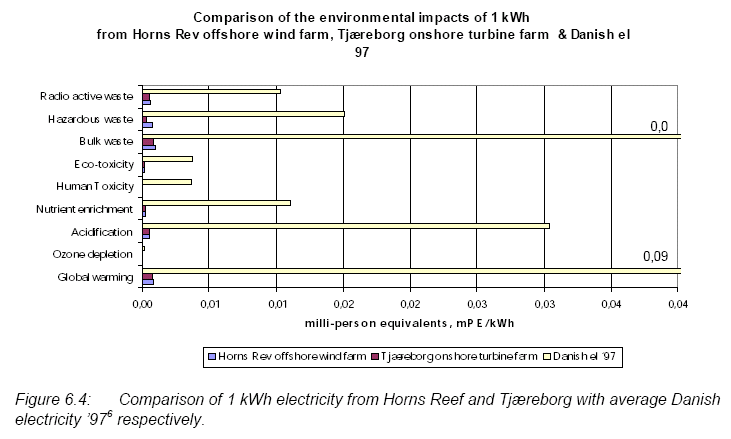 Comparison of the environmental impacts of 1 kWh
from Horns Rev offshore wind farm, Tjæreborg onshore turbine farm & Danish el
97
Radio active waste
Hazardous waste
Bulk waste
0,0
Eco-toxicity
Human Toxicity
Nutrient enrichment
Acidification
Ozone depletion
0,09
Global warming
0,00 0,01 0,01 0,02 0,02 0,03 0,03 0,04 0,04
milli-person equivalents, mPE/kWh
Horns Rev offshore wind farm Tjæreborg onshore turbine farm Danish el '97
Figure 6.4: Comparison of 1 kWh electricity from Horns Reef and Tjæreborg with average Danish
electricity ’97⁶ respectively.